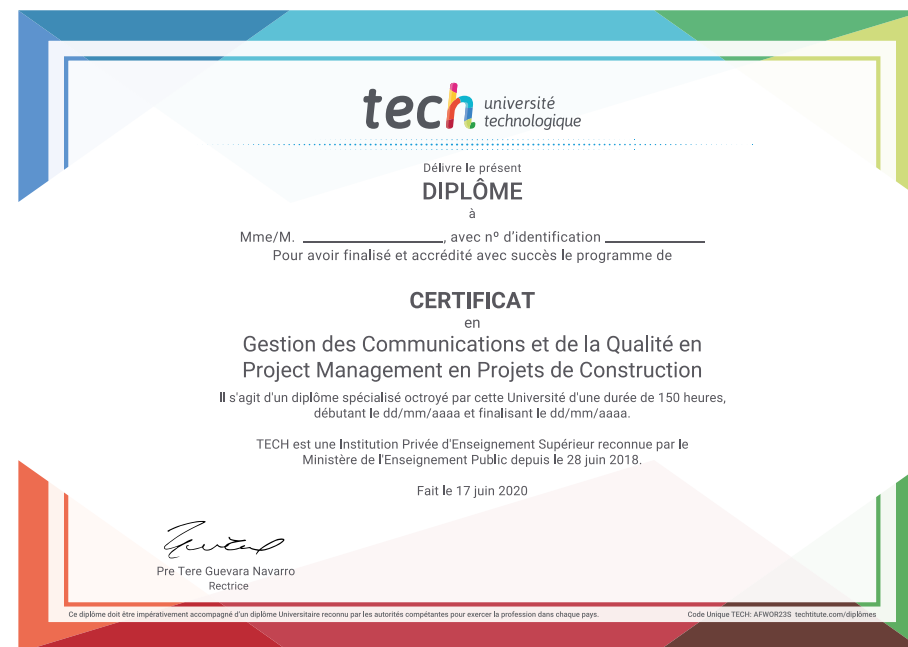 tech université
technologique
Délivre le présent
DIPLÔME
à
Mme/M. ____________, avec nº d'identification ____________
Pour avoir finalisé et accrédité avec succès le programme de
CERTIFICAT
en
Gestion des Communications et de la Qualité en
Project Management en Projets de Construction
Il s'agit d'un diplôme spécialisé octroyé par cette Université d'une durée de 150 heures,
débutant le dd/mm/aaaa et finalisant le dd/mm/aaaa.
TECH est une Institution Privée d'Enseignement Supérieur reconnue par le
Ministère de l'Enseignement Public depuis le 28 juin 2018.
Fait le 17 juin 2020
Pre Tere Guevara Navarro
Rectrice
Ce diplôme doit être impérativement accompagné d'un diplôme Universitaire reconnu par les autorités compétentes pour exercer la profession dans chaque pays.
Code Unique TECH: AFWOR23S techtitute.com/diplômes